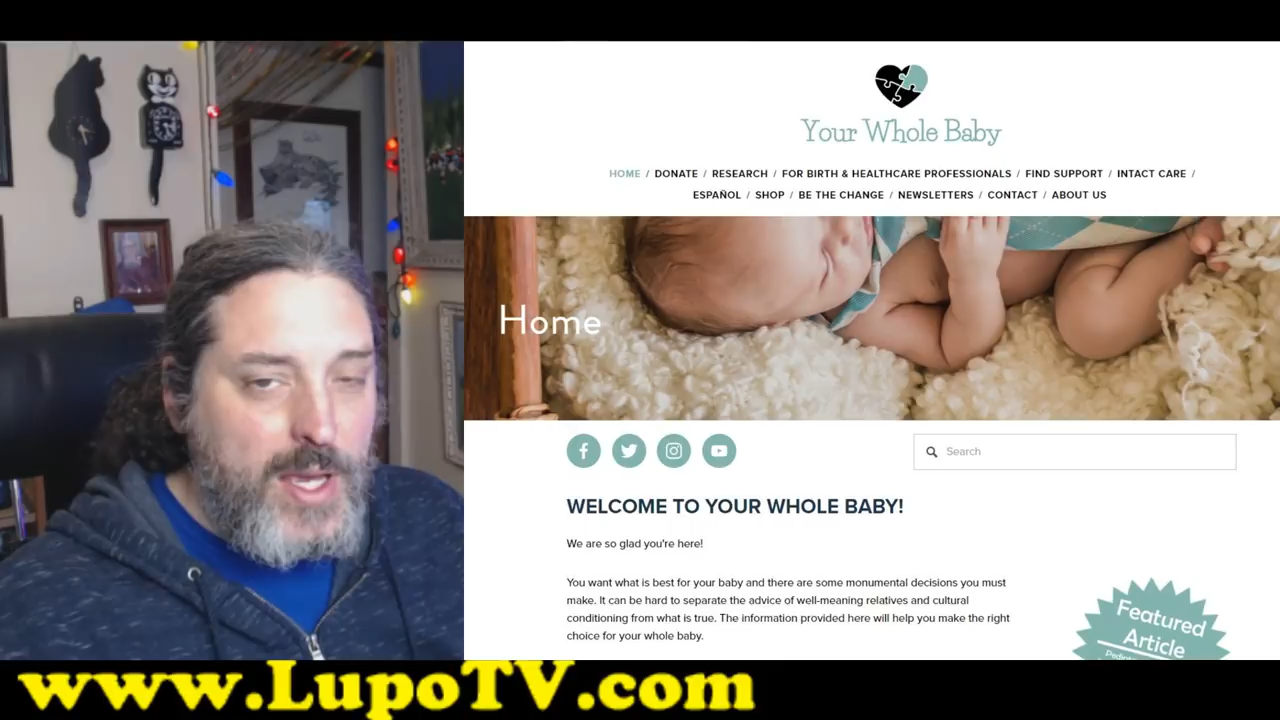 Your Whole Baby
HOME / DONATE / RESEARCH / FOR BIRTH & HEALTHCARE PROFESSIONALS / FIND SUPPORT / INTACT CARE /
ESPAÑOL / SHOP / BE THE CHANGE / NEWSLETTERS / CONTACT / ABOUT US
Home
Search
WELCOME TO YOUR WHOLE BABY!
We are so glad you're here!
You want what is best for your baby and there are some monumental decisions you must
make. It can be hard to separate the advice of well-meaning relatives and cultural
conditioning from what is true. The information provided here will help you make the right
choice for your whole baby.
Featured
Article
www.LupoTV.com